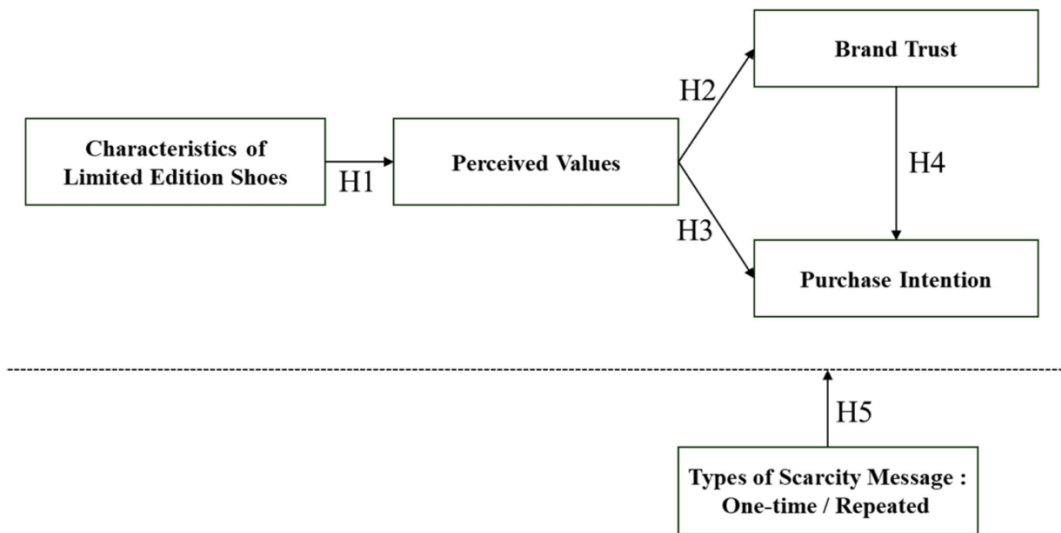 Brand Trust
H2
Characteristics of
Limited Edition Shoes
H1
Perceived Values
H4
H3
Purchase Intention
H5
Types of Scarcity Message :
One-time / Repeated